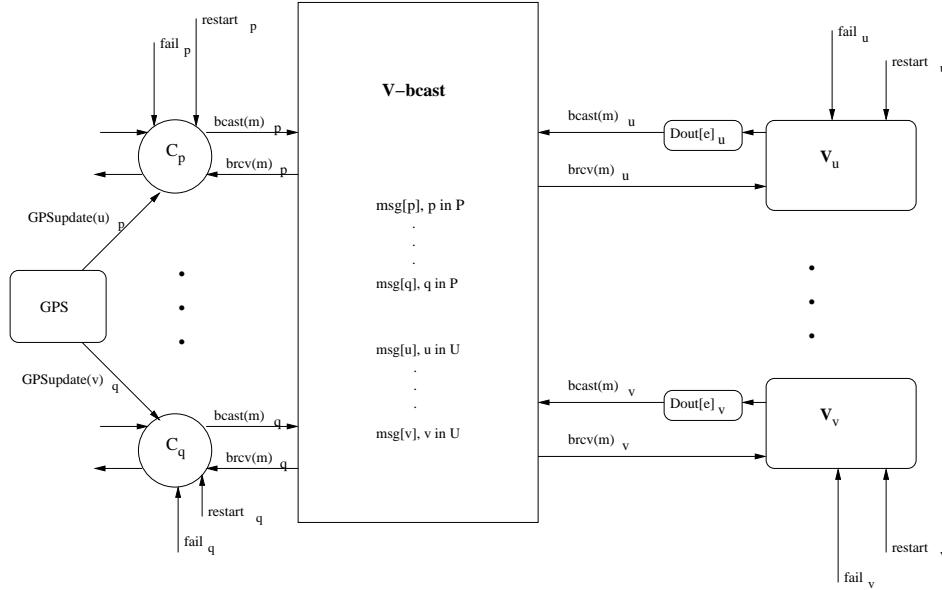 restart p
fail p
fail u
restart u
V−bcast
bcast(m) p
bcast(m) u
Dout[e] u
C p
V u
brcv(m) p
brcv(m) u
msg[p], p in P
GPSupdate(u) p
.
.
.
msg[q], q in P
GPS
msg[u], u in U
GPSupdate(v) q
.
.
.
bcast(m) v
Dout[e] v
bcast(m) q
msg[v], v in U
V v
C q
brcv(m) v
brcv(m) q
restart q
fail q
restart v
fail v